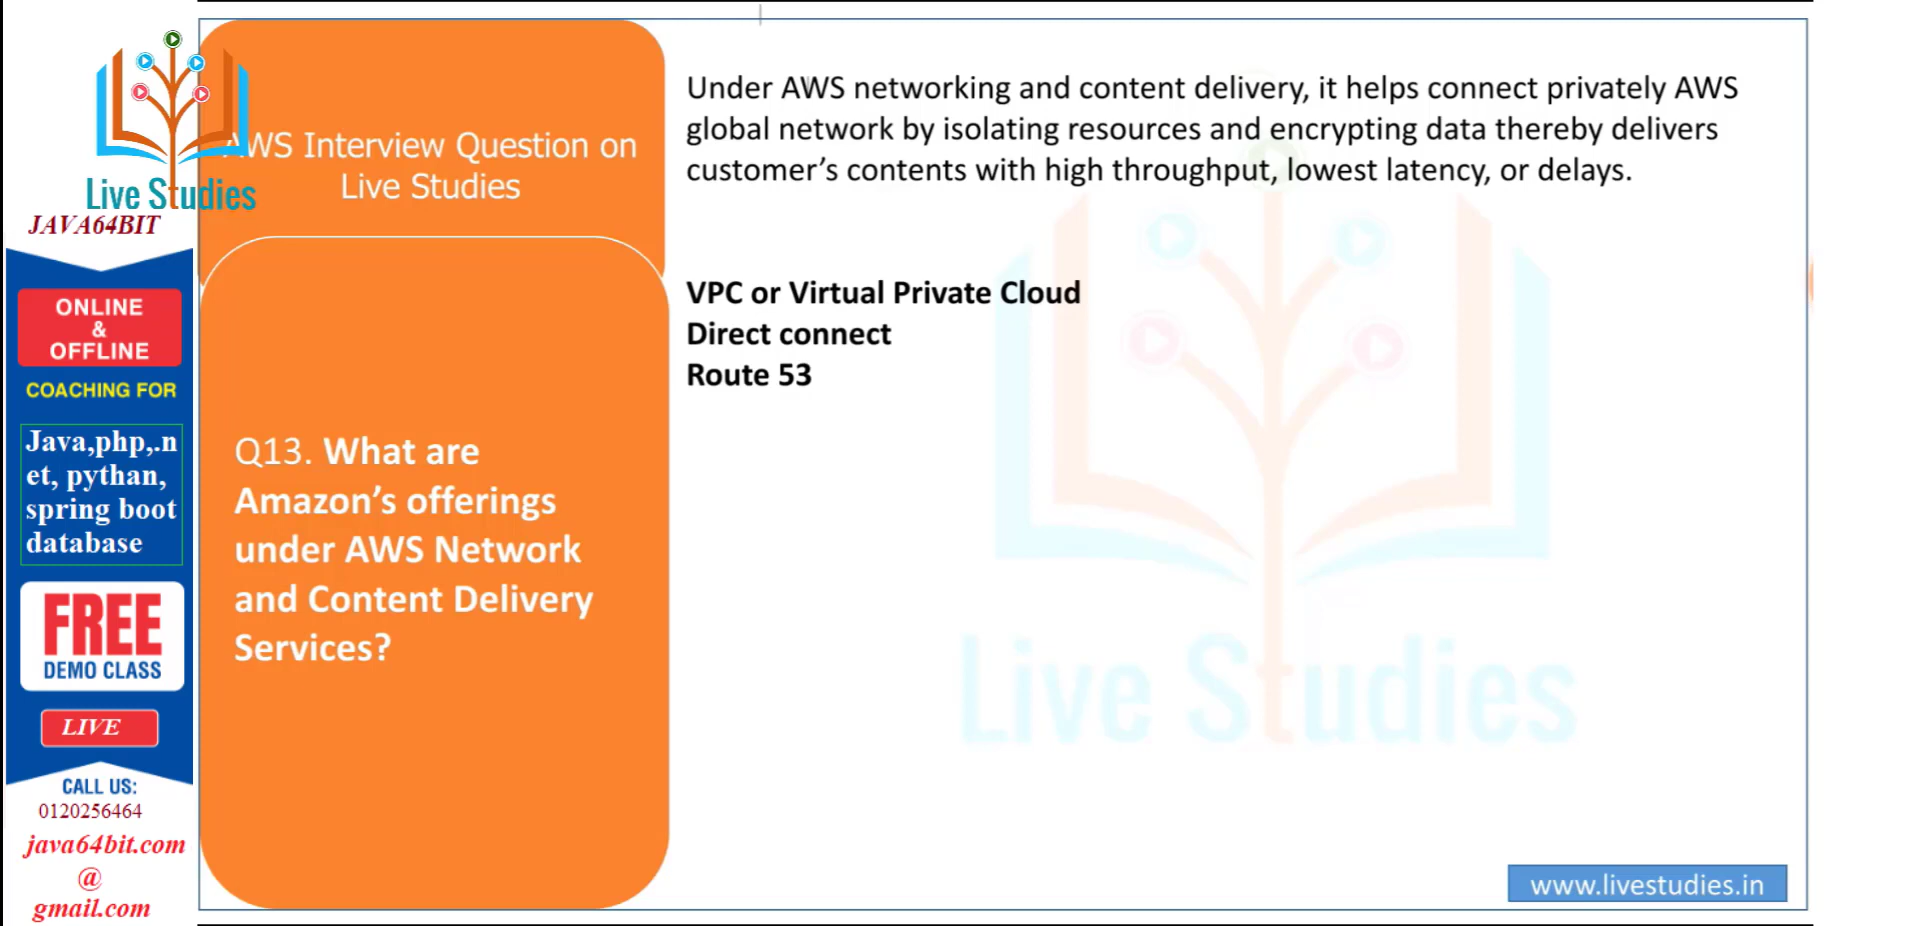 Live Studies
JAVA64BIT
ONLINE
&
OFFLINE
COACHING FOR
Java,php,.n
et, pythan,
spring boot
database
FREE
DEMO CLASS
LIVE
CALL US:
0120256464
java64bit.com
@
gmail.com
AWS Interview Question on
Live Studies
Q13. What are
Amazon’s offerings
under AWS Network
and Content Delivery
Services?
Under AWS networking and content delivery, it helps connect privately AWS
global network by isolating resources and encrypting data thereby delivers
customer’s contents with high throughput, lowest latency, or delays.
VPC or Virtual Private Cloud
Direct connect
Route 53
Live Studies
www.livestudies.in